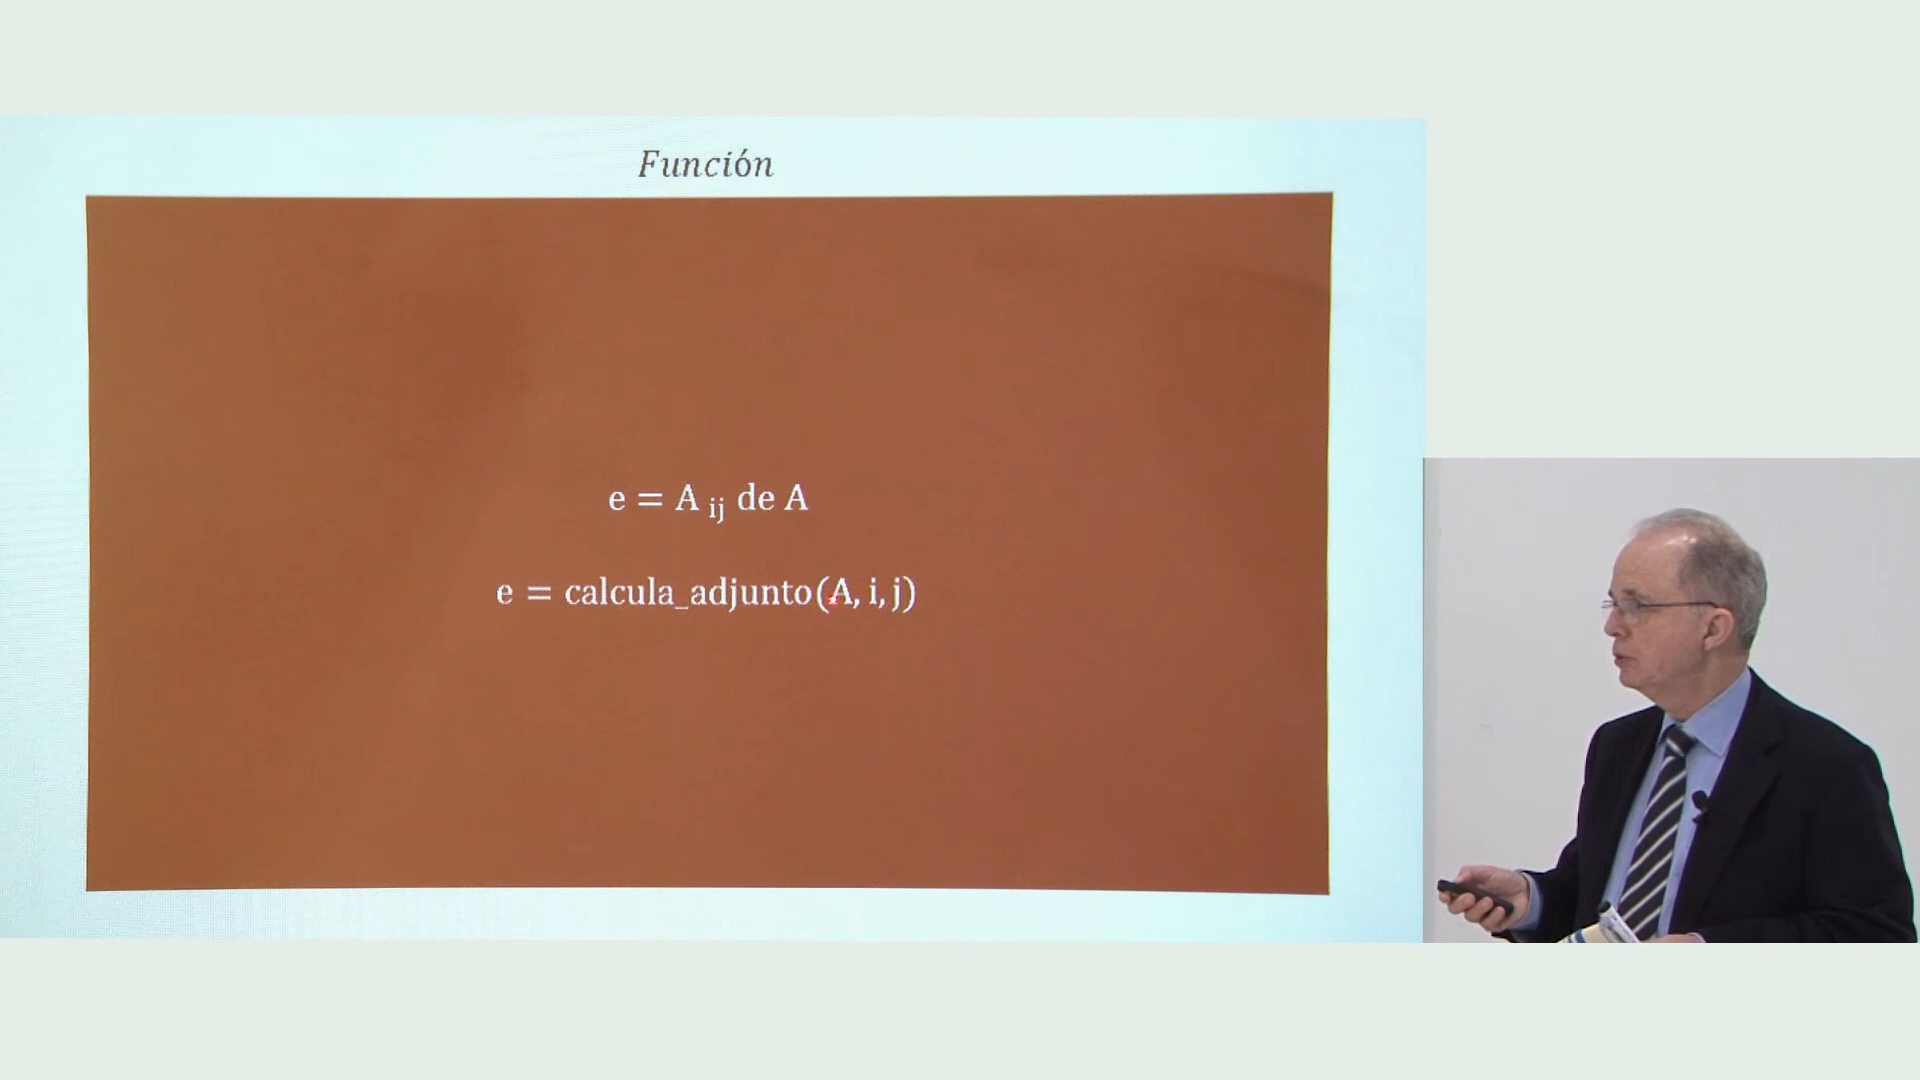 Función
e = A ij de A
e = calcula_adjunto(A, i, j)